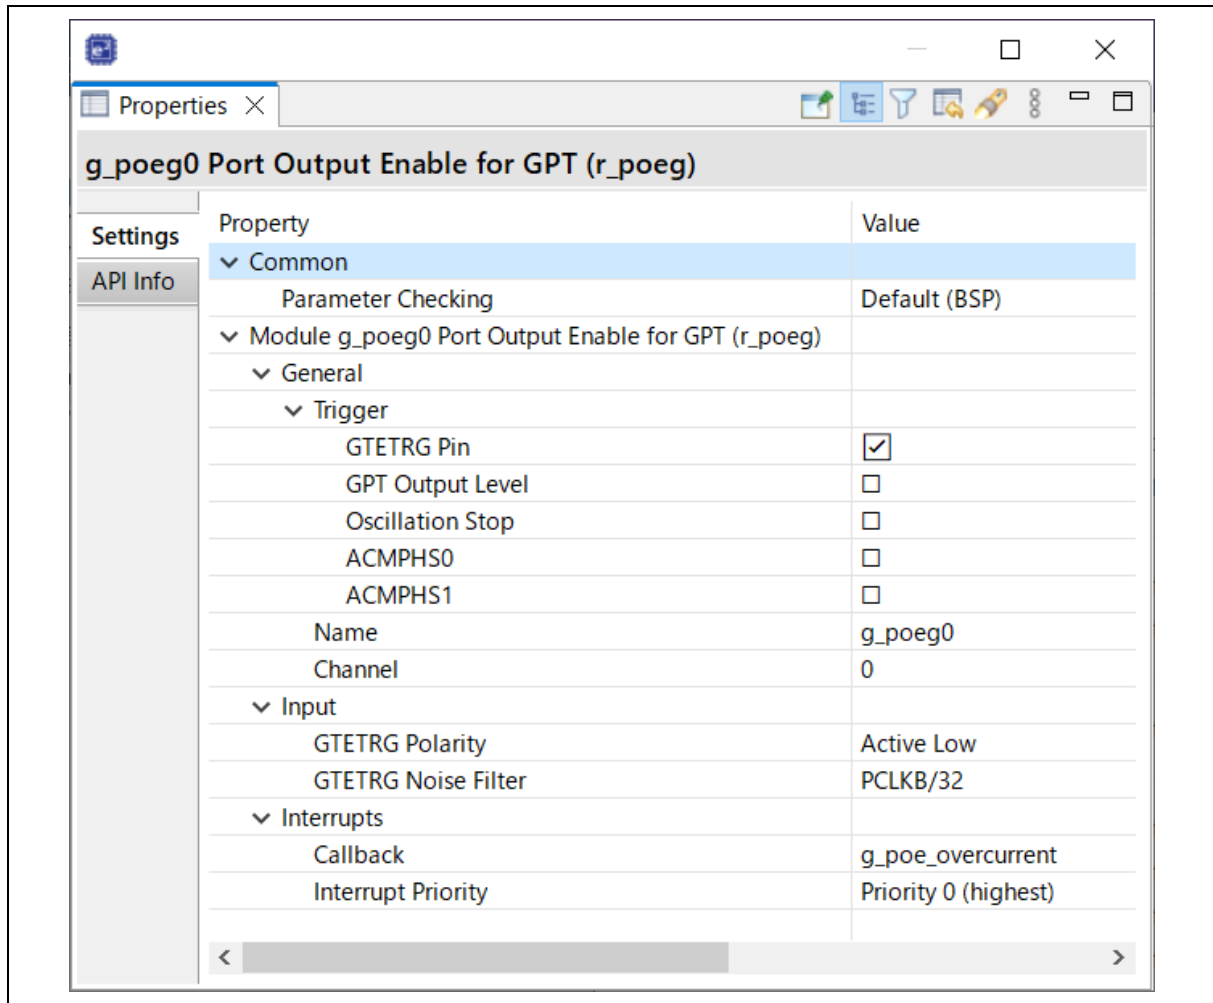 Properties
g_poeg0 Port Output Enable for GPT (r_poeg)
Settings
API Info
Property Value
Common
Parameter Checking Default (BSP)
Module g_poeg0 Port Output Enable for GPT (r_poeg)
General
Trigger
GTETRG Pin
GPT Output Level
Oscillation Stop
ACMPHS0
ACMPHS1
Name g_poeg0
Channel 0
Input
GTETRG Polarity Active Low
GTETRG Noise Filter PCLKB/32
Interrupts
Callback g_poe_overcurrent
Interrupt Priority Priority 0 (highest)